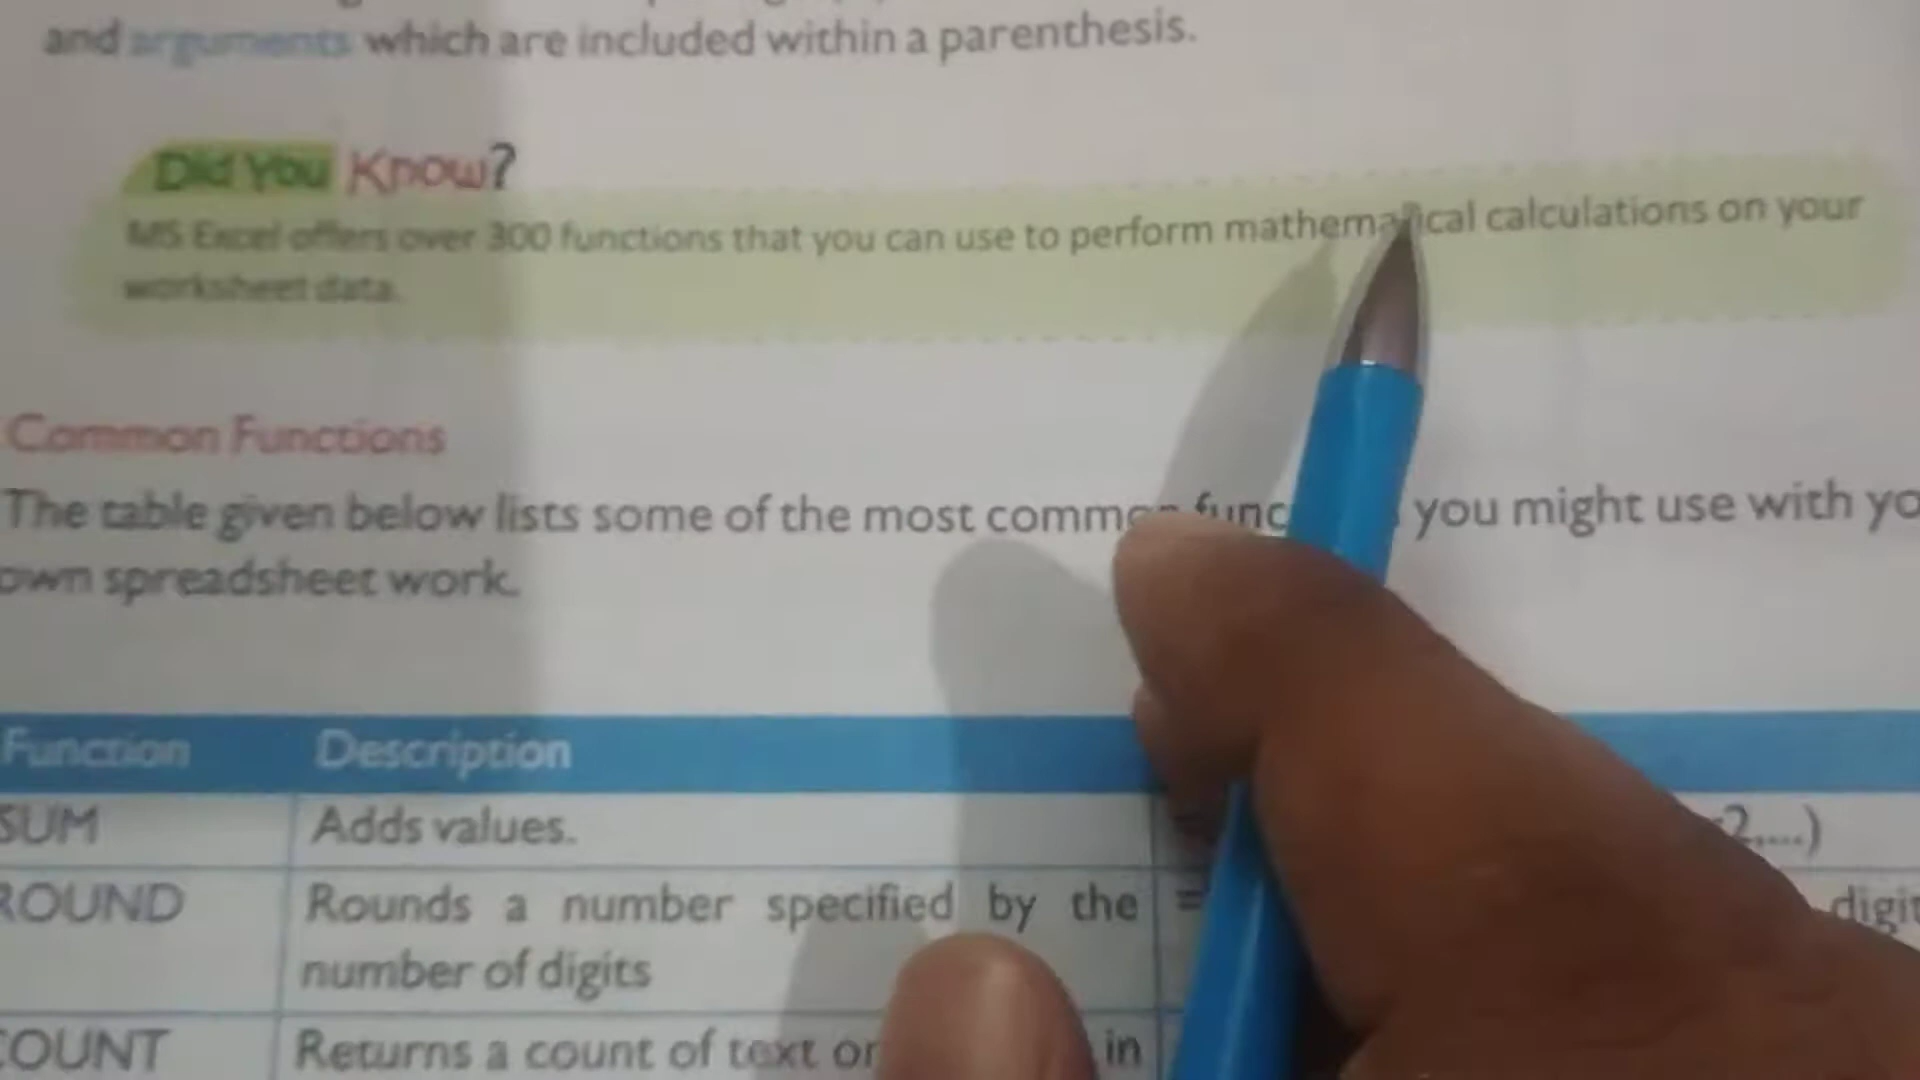 and arguments which are included within a parenthesis.
Did You Know?
MS Excel offers over 300 functions that you can use to perform mathematical calculations on your
worksheet data.
Common Functions
The table given below lists some of the most common you might use with
own spreadsheet work.
Function Description
SUM Adds values.
ROUND Rounds a number specified by the =
number of digits
COUNT Returns a count of text or in